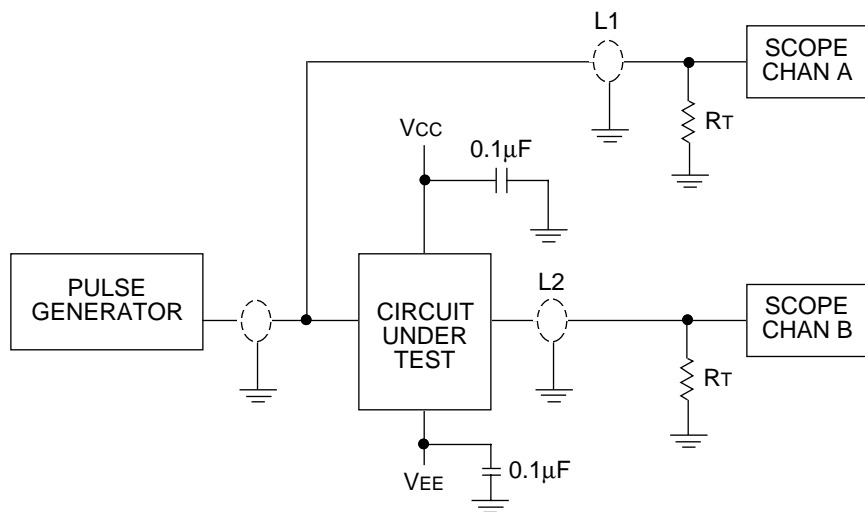 L1
SCOPE
CHAN A
RT
VCC
0.1µF
PULSE
GENERATOR
CIRCUIT
UNDER
TEST
L2
SCOPE
CHAN B
RT
VEE
0.1µF